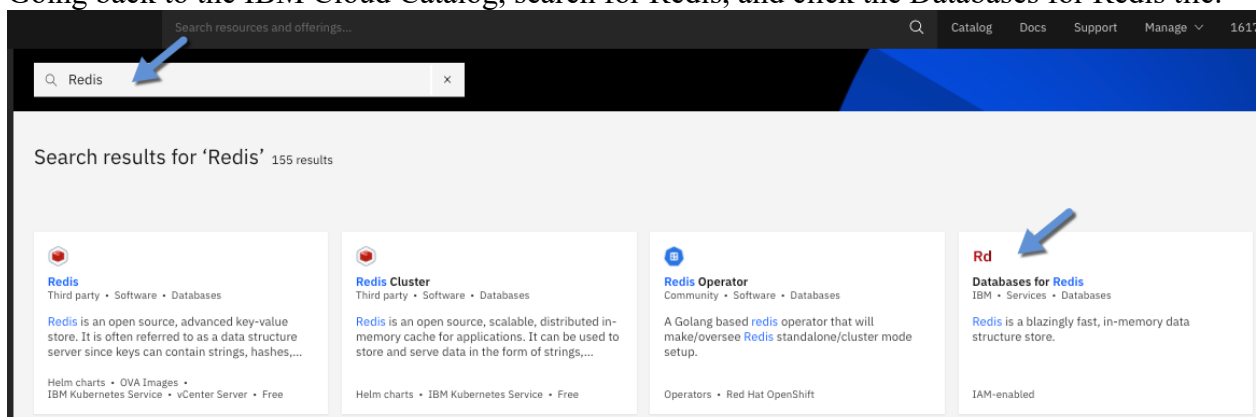 Going back to the IBM Cloud Catalog, search for Redis, and click the Databases for Redis tile.
Search resources and offerings...
Catalog Docs Support Manage 1617
Redis
Search results for ‘Redis’ 155 results
Redis
Third party • Software • Databases
Redis is an open source, advanced key-value
store. It is often referred to as a data structure
server since keys can contain strings, hashes,...
Helm charts • OVA Images •
IBM Kubernetes Service • vCenter Server • Free
Redis Cluster
Third party • Software • Databases
Redis is an open source, scalable, distributed in-
memory cache for applications. It can be used to
store and serve data in the form of strings,...
Helm charts • IBM Kubernetes Service • Free
Redis Operator
Community • Software • Databases
A Golang based redis operator that will
make/oversee Redis standalone/cluster mode
setup.
Operators • Red Hat OpenShift
Rd
Databases for Redis
IBM • Services • Databases
Redis is a blazingly fast, in-memory data
structure store.
IAM-enabled